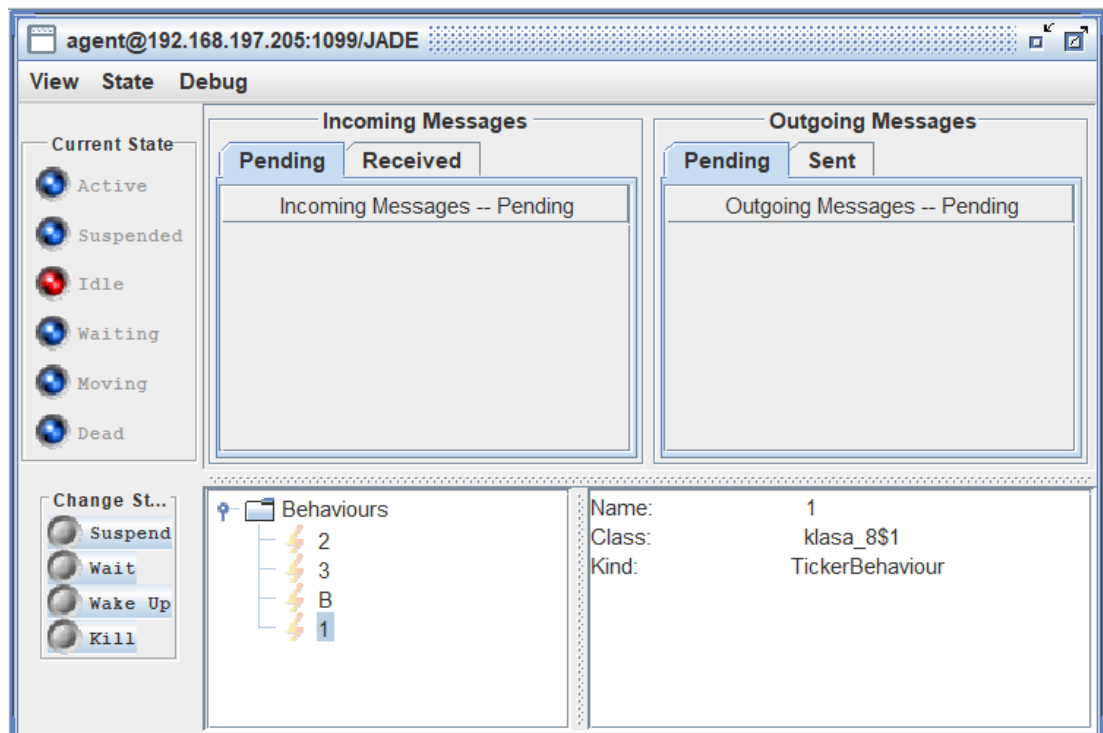 agent@192.168.197.205:1099/JADE
View State Debug
Current State
Active
Suspended
Idle
Waiting
Moving
Dead
Incoming Messages
Pending Received
Incoming Messages -- Pending
Outgoing Messages
Pending Sent
Outgoing Messages -- Pending
Change St...
Suspend
Wait
Wake Up
Kill
Behaviours
2
3
B
1
Name: 1
Class: klasa_8$1
Kind: TickerBehaviour